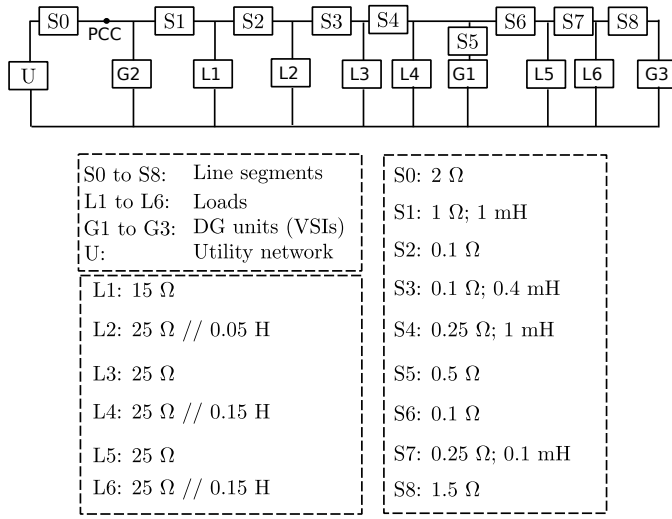 S0 S1 S2 S3 S4 S6 S7 S8
PCC
S5
U G2 L1 L2 L3 L4 G1 L5 L6 G3
S0 to S8: Line segments
L1 to L6: Loads
G1 to G3: DG units (VSIs)
U: Utility network
L1: 15 Ω
L2: 25 Ω // 0.05 H
L3: 25 Ω
L4: 25 Ω // 0.15 H
L5: 25 Ω
L6: 25 Ω // 0.15 H
S0: 2 Ω
S1: 1 Ω; 1 mH
S2: 0.1 Ω
S3: 0.1 Ω; 0.4 mH
S4: 0.25 Ω; 1 mH
S5: 0.5 Ω
S6: 0.1 Ω
S7: 0.25 Ω; 0.1 mH
S8: 1.5 Ω